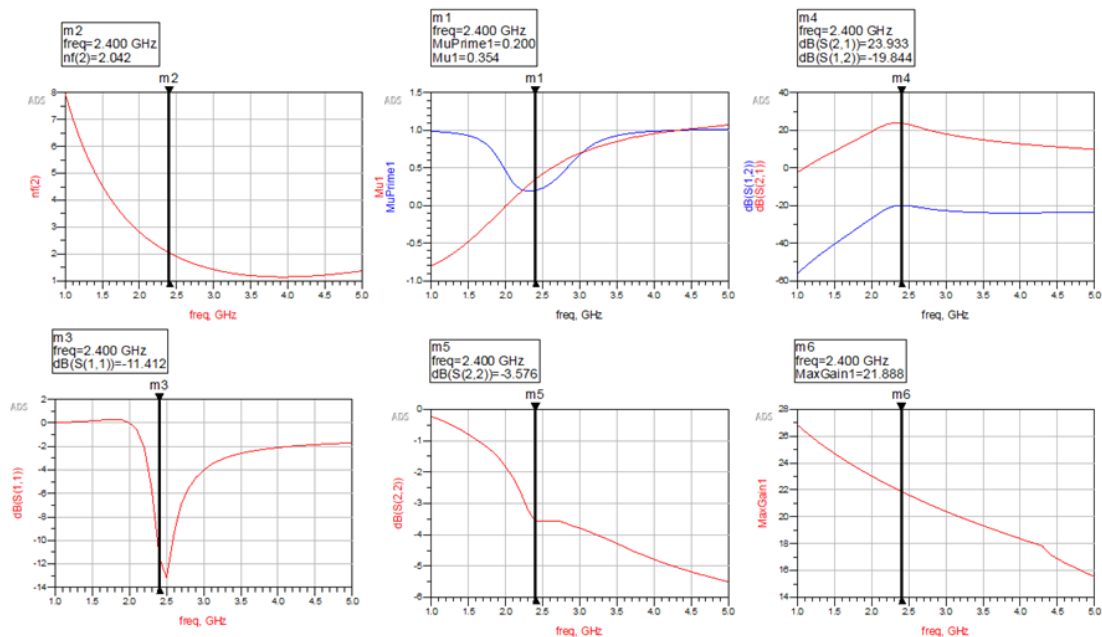 m2
freq=2.400 GHz
nf(2)=2.042
m2
ADS
8
7
6
5
4
3
2
1
nf(2)
1.0 1.5 2.0 2.5 3.0 3.5 4.0 4.5 5.0
freq, GHz
m1
freq=2.400 GHz
MuPrime1=0.200
Mu1=0.354
m1
ADS
1.5
1.0
0.5
0.0
-0.5
-1.0
Mu1
MuPrime1
1.0 1.5 2.0 2.5 3.0 3.5 4.0 4.5 5.0
freq, GHz
m4
freq=2.400 GHz
dB(S(2,1))=23.933
dB(S(1,2))=-19.844
m4
ADS
40
20
0
-20
-40
-60
dB(S(1,2))
dB(S(2,1))
1.0 1.5 2.0 2.5 3.0 3.5 4.0 4.5 5.0
freq, GHz
m3
freq=2.400 GHz
dB(S(1,1))=-11.412
m3
ADS
2
0
-2
-4
-6
-8
-10
-12
-14
dB(S(1,1))
1.0 1.5 2.0 2.5 3.0 3.5 4.0 4.5 5.0
freq, GHz
m5
freq=2.400 GHz
dB(S(2,2))=-3.576
m5
ADS
0
-1
-2
-3
-4
-5
-6
dB(S(2,2))
1.0 1.5 2.0 2.5 3.0 3.5 4.0 4.5 5.0
freq, GHz
m6
freq=2.400 GHz
MaxGain1=21.888
m6
ADS
28
26
24
22
20
18
16
14
MaxGain1
1.0 1.5 2.0 2.5 3.0 3.5 4.0 4.5 5.0
freq, GHz